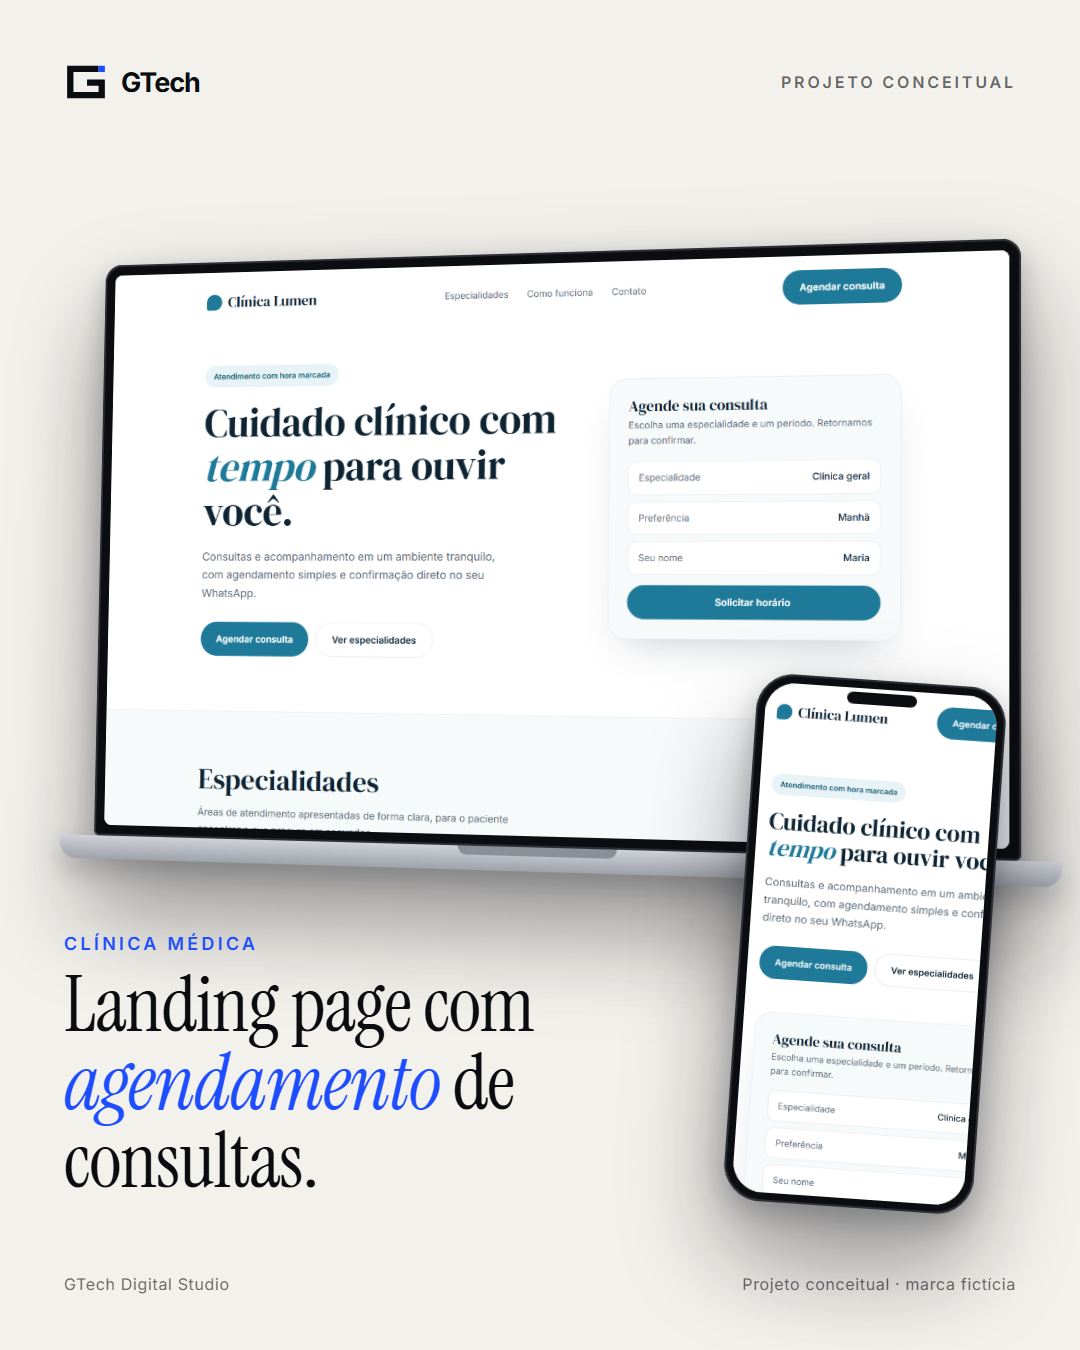 GTech
PROJETO CONCEITUAL
Clínica Lumen
Especialidades
Como funciona
Contato
Agendar consulta
Atendimento com hora marcada
Cuidado clínico com
tempo para ouvir
você.
Consultas e acompanhamento em um ambiente tranquilo,
com agendamento simples e confirmação direto no seu
WhatsApp.
Agendar consulta
Ver especialidades
Agende sua consulta
Escolha uma especialidade e um período. Retornamos
para confirmar.
Especialidade
Clínica geral
Preferência
Manhã
Seu nome
Maria
Solicitar horário
Especialidades
Áreas de atendimento apresentadas de forma clara, para o paciente
Clínica Lumen
Agendar
Atendimento com hora marcada
Cuidado clínico com
tempo para ouvir
Consultas e acompanhamento em um
tranquilo, com agendamento simples e
direto no seu WhatsApp.
Agendar consulta
Ver especialidades
Agende sua consulta
Escolha uma especialidade e um período.
para confirmar.
Especialidade
Clínica
Preferência
Seu nome
CLÍNICA MÉDICA
Landing page com
agendamento de
consultas.
GTech Digital Studio
Projeto conceitual · marca fictícia